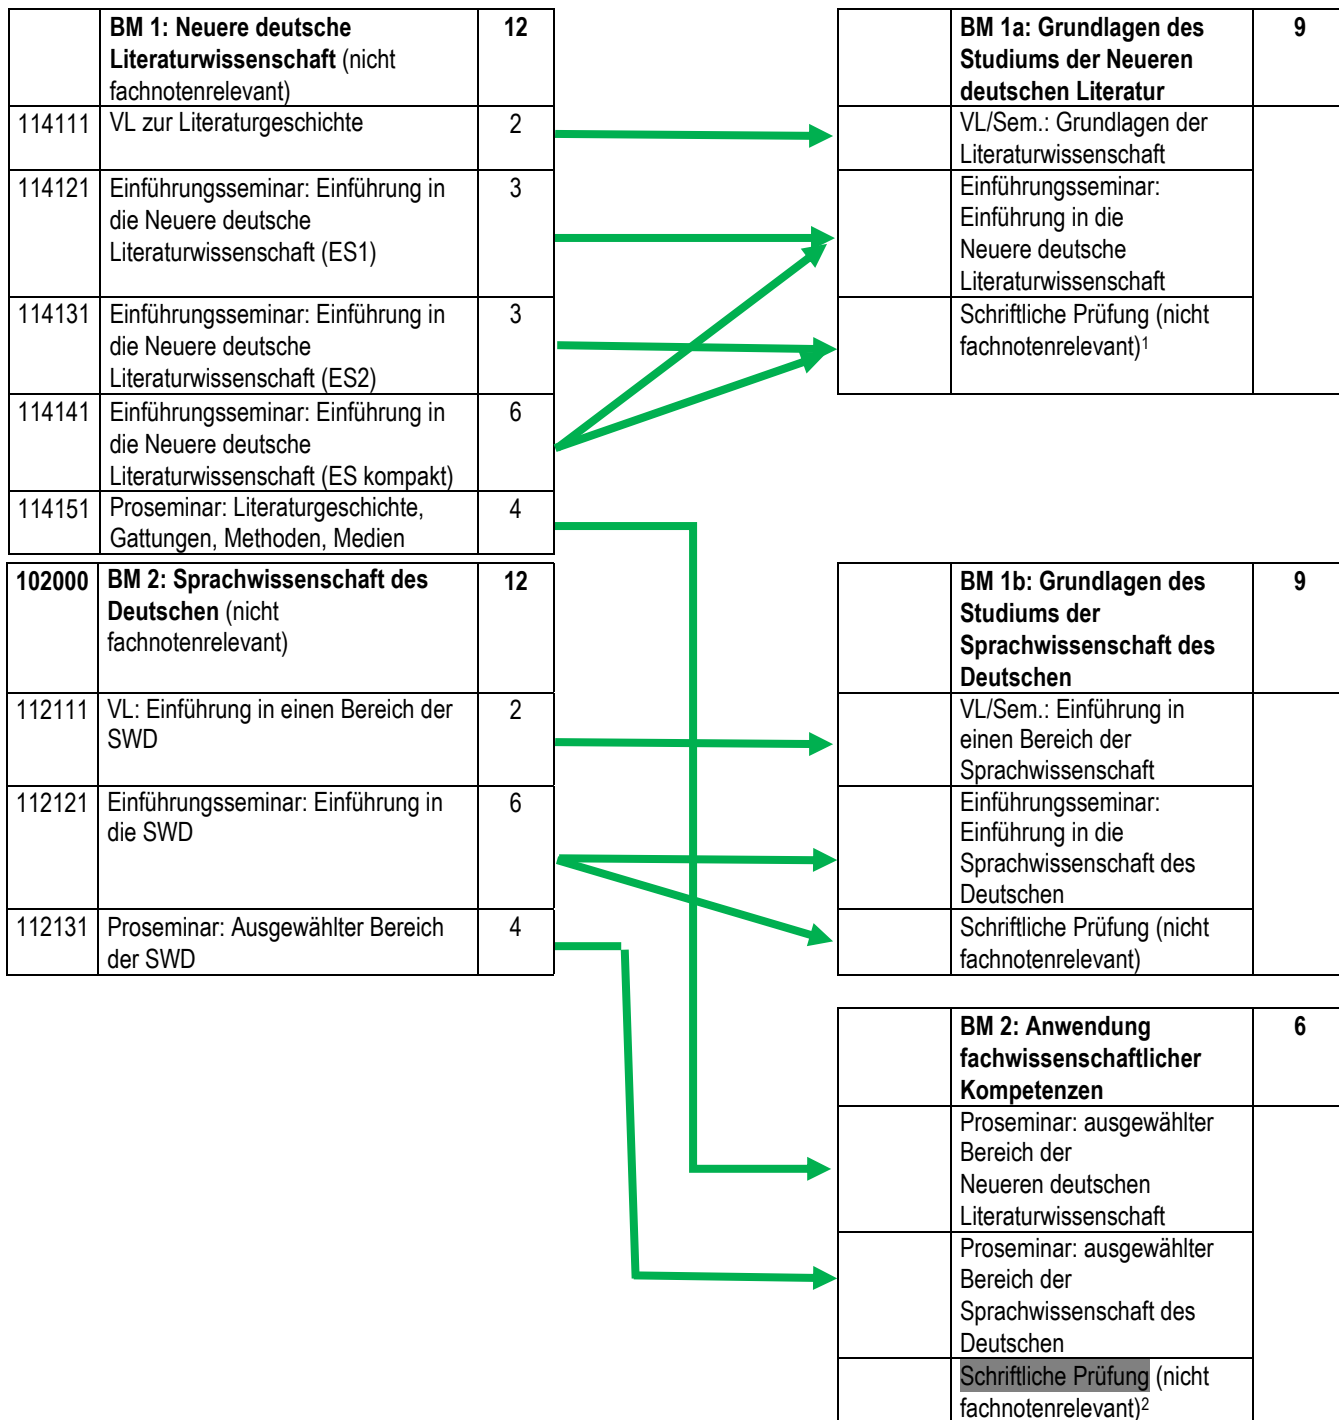 BM 1: Neuere deutsche
Literaturwissenschaft (nicht
fachnotenrelevant)
12
114111
VL zur Literaturgeschichte
2
114121
Einführungsseminar: Einführung in
die Neuere deutsche
Literaturwissenschaft (ES1)
3
114131
Einführungsseminar: Einführung in
die Neuere deutsche
Literaturwissenschaft (ES2)
3
114141
Einführungsseminar: Einführung in
die Neuere deutsche
Literaturwissenschaft (ES kompakt)
6
114151
Proseminar: Literaturgeschichte,
Gattungen, Methoden, Medien
4
102000
BM 2: Sprachwissenschaft des
Deutschen (nicht
fachnotenrelevant)
12
112111
VL: Einführung in einen Bereich der
SWD
2
112121
Einführungsseminar: Einführung in
die SWD
6
112131
Proseminar: Ausgewählter Bereich
der SWD
4
BM 1a: Grundlagen des
Studiums der Neueren
deutschen Literatur
9
VL/Sem.: Grundlagen der
Literaturwissenschaft
Einführungsseminar:
Einführung in die
Neuere deutsche
Literaturwissenschaft
Schriftliche Prüfung (nicht
fachnotenrelevant)¹
BM 1b: Grundlagen des
Studiums der
Sprachwissenschaft des
Deutschen
9
VL/Sem.: Einführung in
einen Bereich der
Sprachwissenschaft
Einführungsseminar:
Einführung in die
Sprachwissenschaft des
Deutschen
Schriftliche Prüfung (nicht
fachnotenrelevant)
BM 2: Anwendung
fachwissenschaftlicher
Kompetenzen
6
Proseminar: ausgewählter
Bereich der
Neueren deutschen
Literaturwissenschaft
Proseminar: ausgewählter
Bereich der
Sprachwissenschaft des
Deutschen
Schriftliche Prüfung (nicht
fachnotenrelevant)²